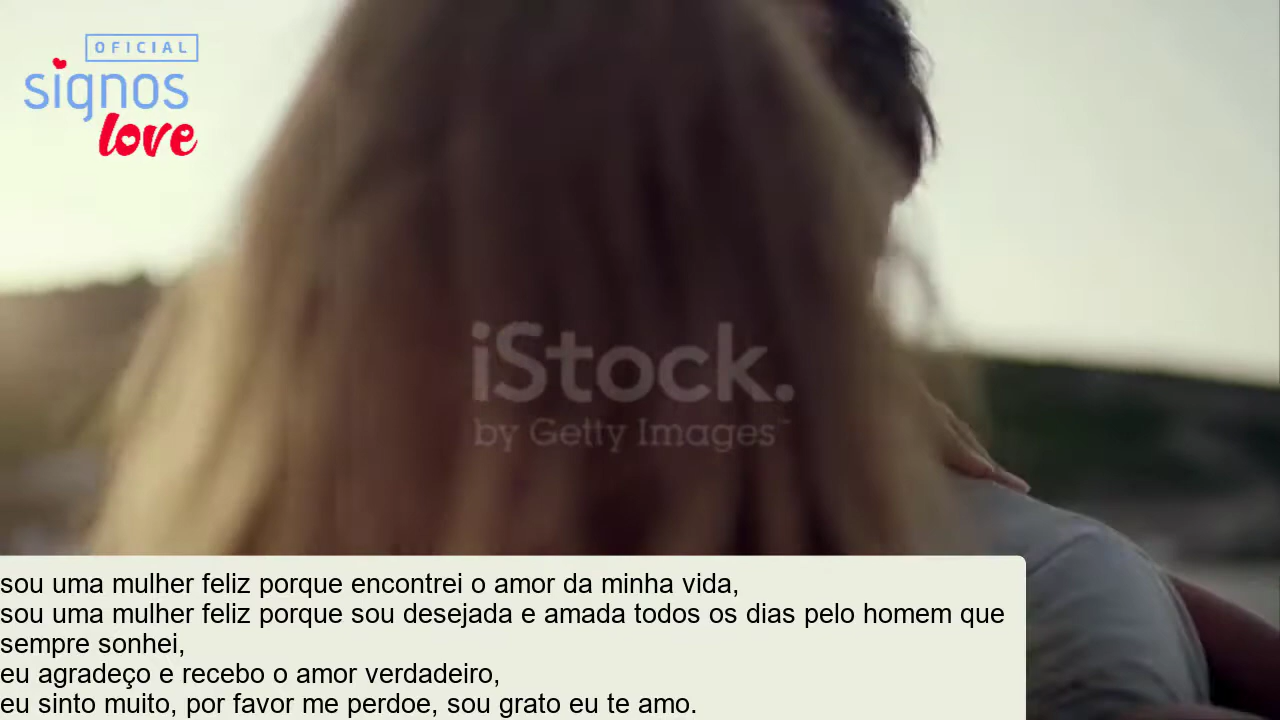 OFICIAL
signos
love
iStock.
by Getty Images™
sou uma mulher feliz porque encontrei o amor da minha vida,
sou uma mulher feliz porque sou desejada e amada todos os dias pelo homem que
sempre sonhei,
eu agradeço e recebo o amor verdadeiro,
eu sinto muito, por favor me perdoe, sou grato eu te amo.